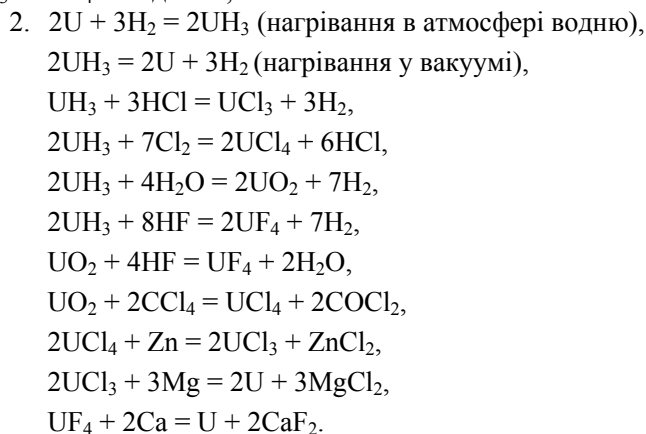 2. 2U + 3H₂ = 2UH₃ (нагрівання в атмосфері водню),
2UH₃ = 2U + 3H₂ (нагрівання у вакуумі),
UH₃ + 3HCl = UCl₃ + 3H₂,
2UH₃ + 7Cl₂ = 2UCl₄ + 6HCl,
2UH₃ + 4H₂O = 2UO₂ + 7H₂,
2UH₃ + 8HF = 2UF₄ + 7H₂,
UO₂ + 4HF = UF₄ + 2H₂O,
UO₂ + 2CCl₄ = UCl₄ + 2COCl₂,
2UCl₄ + Zn = 2UCl₃ + ZnCl₂,
2UCl₃ + 3Mg = 2U + 3MgCl₂,
UF₄ + 2Ca = U + 2CaF₂.